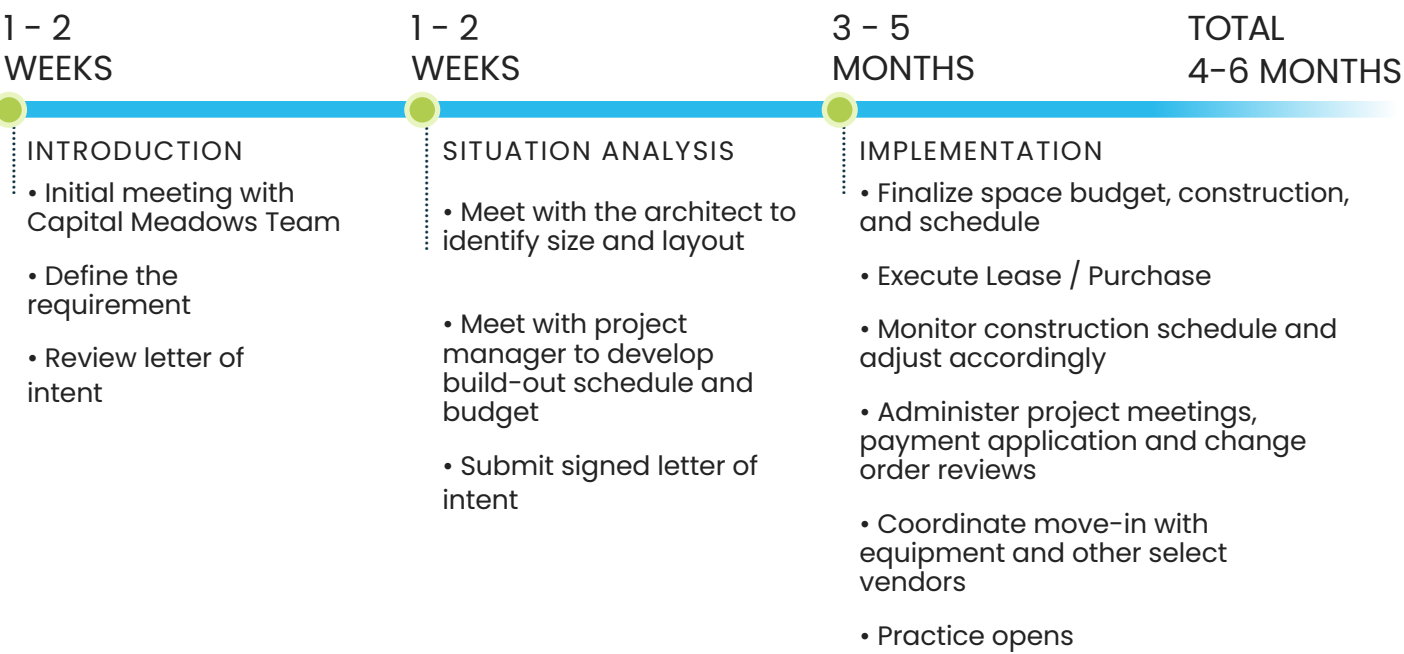 1 - 2
WEEKS
INTRODUCTION
• Initial meeting with
Capital Meadows Team
• Define the
requirement
• Review letter of
intent
1 - 2
WEEKS
SITUATION ANALYSIS
• Meet with the architect to
identify size and layout
• Meet with project
manager to develop
build-out schedule and
budget
• Submit signed letter of
intent
3 - 5
MONTHS
IMPLEMENTATION
• Finalize space budget, construction,
and schedule
• Execute Lease / Purchase
• Monitor construction schedule and
adjust accordingly
• Administer project meetings,
payment application and change
order reviews
• Coordinate move-in with
equipment and other select
vendors
• Practice opens
TOTAL
4-6 MONTHS